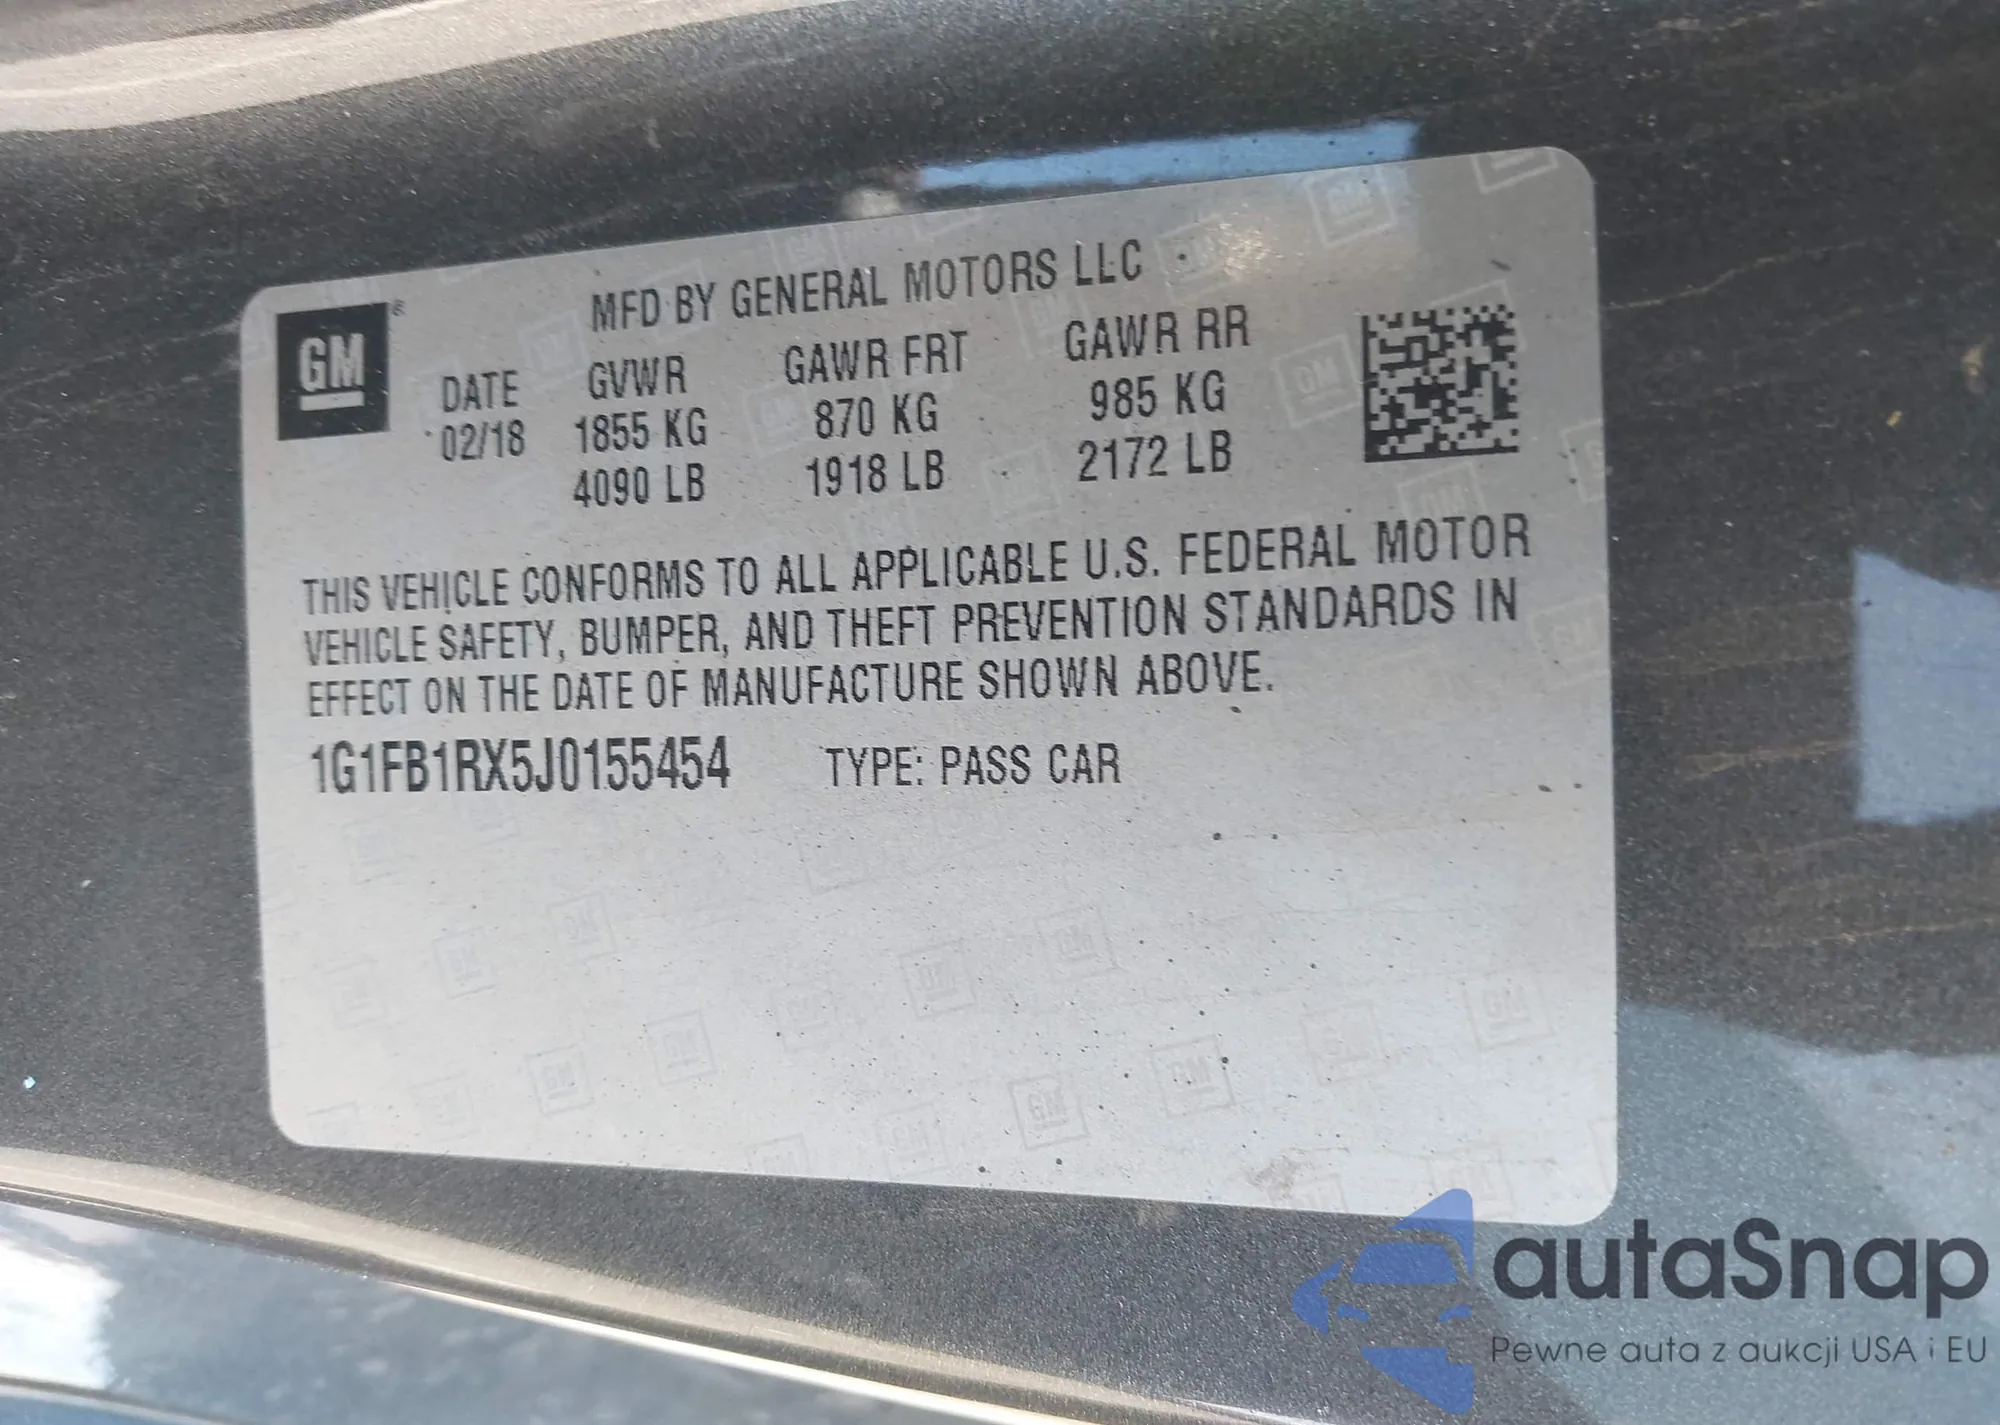 GM
MFD BY GENERAL MOTORS LLC
DATE GVWR GAWR FRT GAWR RR
02/18 1855 KG 870 KG 985 KG
4090 LB 1918 LB 2172 LB
THIS VEHICLE CONFORMS TO ALL APPLICABLE U.S. FEDERAL MOTOR
VEHICLE SAFETY, BUMPER, AND THEFT PREVENTION STANDARDS IN
EFFECT ON THE DATE OF MANUFACTURE SHOWN ABOVE.
1G1FB1RX5J0155454 TYPE: PASS CAR
autaSnap
Pewne auta z aukcji USA i EU